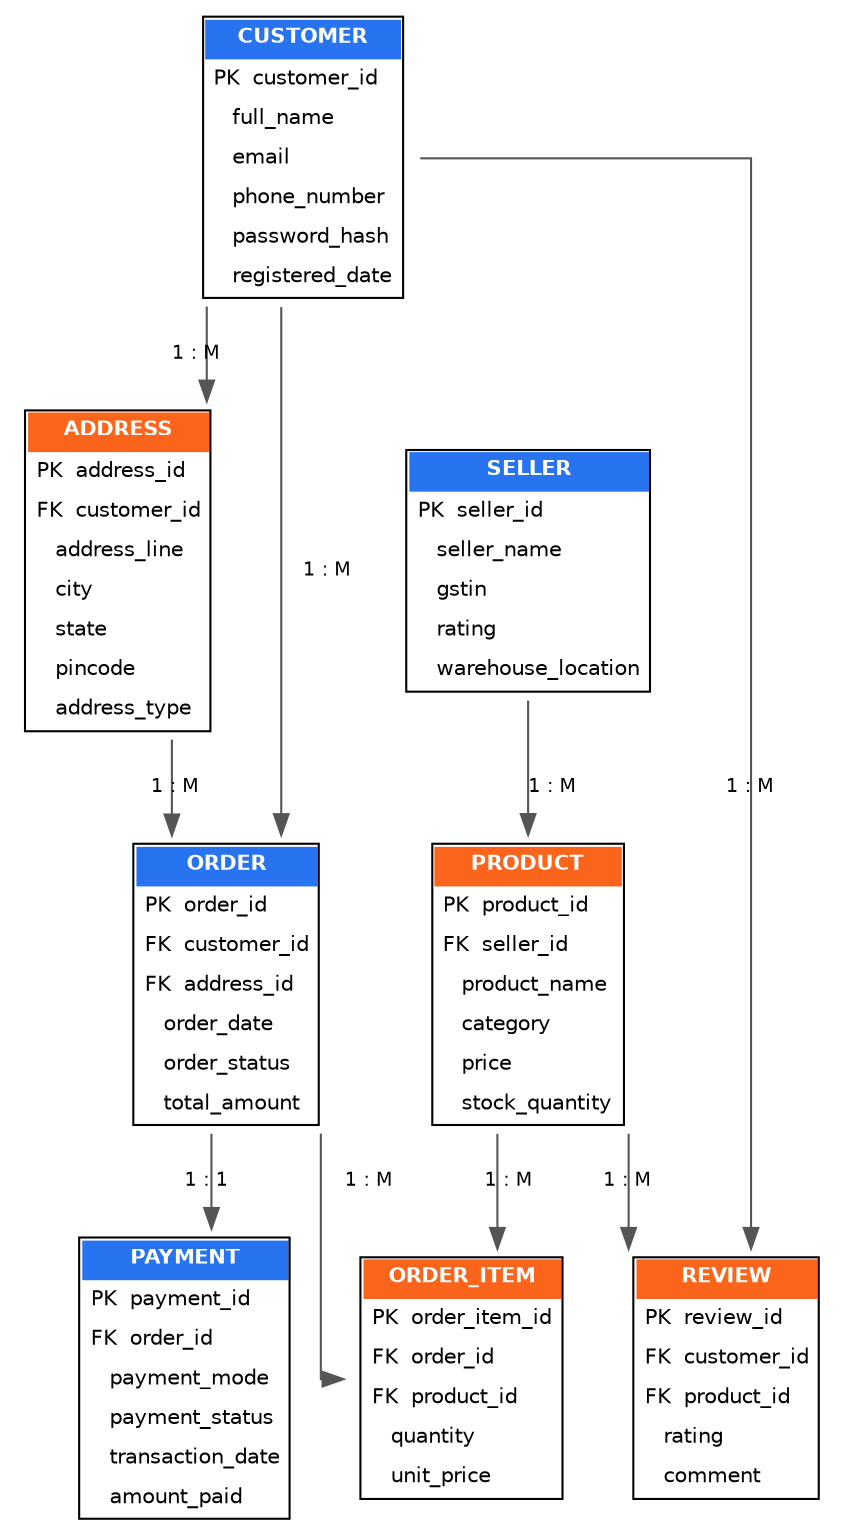 CUSTOMER
PK customer_id
full_name
email
phone_number
password_hash
registered_date
1 : M
ADDRESS
PK address_id
FK customer_id
address_line
city
state
pincode
address_type
1 : M
SELLER
PK seller_id
seller_name
gstin
rating
warehouse_location
1 : M
1 : M
1 : M
ORDER
PK order_id
FK customer_id
FK address_id
order_date
order_status
total_amount
PRODUCT
PK product_id
FK seller_id
product_name
category
price
stock_quantity
1 : 1
1 : M
1 : M
1 : M
PAYMENT
PK payment_id
FK order_id
payment_mode
payment_status
transaction_date
amount_paid
ORDER_ITEM
PK order_item_id
FK order_id
FK product_id
quantity
unit_price
REVIEW
PK review_id
FK customer_id
FK product_id
rating
comment